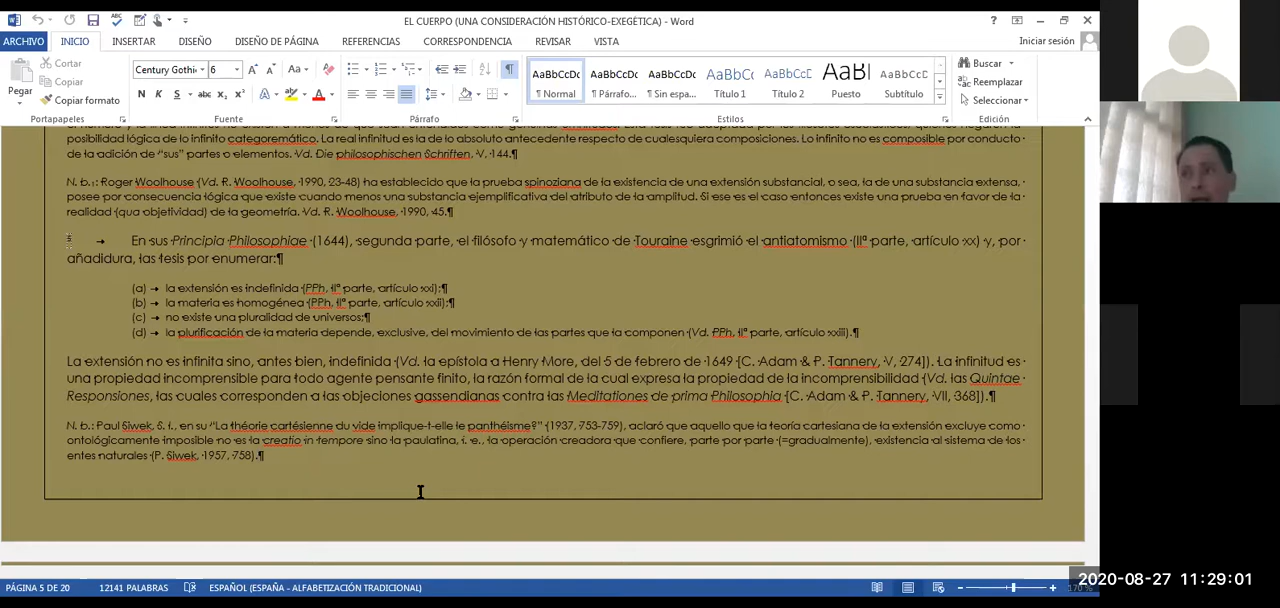 EL CUERPO (UNA CONSIDERACIÓN HISTÓRICO-EXEGÉTICA) - Word
ARCHIVO INICIO INSERTAR DISEÑO DISEÑO DE PÁGINA REFERENCIAS CORRESPONDENCIA REVISAR VISTA Iniciar sesión
Cortar
Copiar
Copiar formato
Pegar
Portapapeles
Century Gothi 6
N K S abc x₂ x²
Fuente
Párrafo
AaBbCcDc AaBbCcDc AaBbCcDc AaBbC AaBbCcC AaBl AaBbCcC
¶ Normal ¶ Párrafo... ¶ Sin espa... Título 1 Título 2 Puesto Subtítulo
Estilos
Buscar
Reemplazar
Seleccionar
Edición
posibilidad lógica de lo infinito categoremático. La real infinitud es la de lo absoluto antecedente respecto de cualesquiera composiciones. Lo infinito no es componible por conducto
de la adición de "sus" partes o elementos. Vd. Die philosophischen Schriften, V, 144.¶
N. b.: Roger Woolhouse (Vd. R. Woolhouse, 1990, 23-48) ha establecido que la prueba spinoziana de la existencia de una extensión substancial, o sea, la de una substancia extensa,
posee por consecuencia lógica que existe cuando menos una substancia ejemplificativa del atributo de la amplitud. Si ese es el caso entonces existe una prueba en favor de la
realidad (qua objetividad) de la geometría. Vd. R. Woolhouse, 1990, 45.¶
En sus Principia Philosophiae (1644), segunda parte, el filósofo y matemático de Touraine esgrimió el antiatomismo (IIª parte, artículo xx) y, por
añadidura, las tesis por enumerar:¶
(a) la extensión es indefinida (PPh, IIª parte, artículo xxi);¶
(b) la materia es homogénea (PPh, IIª parte, artículo xxii);¶
(c) no existe una pluralidad de universos;¶
(d) la plurificación de la materia depende, exclusive, del movimiento de las partes que la componen (Vd. PPh, IIª parte, artículo xxiii).¶
La extensión no es infinita sino, antes bien, indefinida (Vd. la epístola a Henry More, del 5 de febrero de 1649 [C. Adam & P. Tannery, V, 274]). La infinitud es
una propiedad incomprensible para todo agente pensante finito, la razón formal de la cual expresa la propiedad de la incomprensibilidad (Vd. las Quintae
Responsiones, las cuales corresponden a las objeciones gassendianas contra las Meditationes de prima Philosophia [C. Adam & P. Tannery, VII, 368]).¶
N. b.: Paul Siwek, S. I., en su "La théorie cartésienne du vide implique-t-elle le panthéisme?" (1937, 753-759), aclaró que aquello que la teoría cartesiana de la extensión excluye como
ontológicamente imposible no es la creatio in tempore sino la paulatina, i. e., la operación creadora que confiere, parte por parte (=gradualmente), existencia al sistema de los
entes naturales (P. Siwek, 1957, 758).¶
PÁGINA 5 DE 20 12141 PALABRAS ESPAÑOL (ESPAÑA - ALFABETIZACIÓN TRADICIONAL) 170 %
2020-08-27 11:29:01